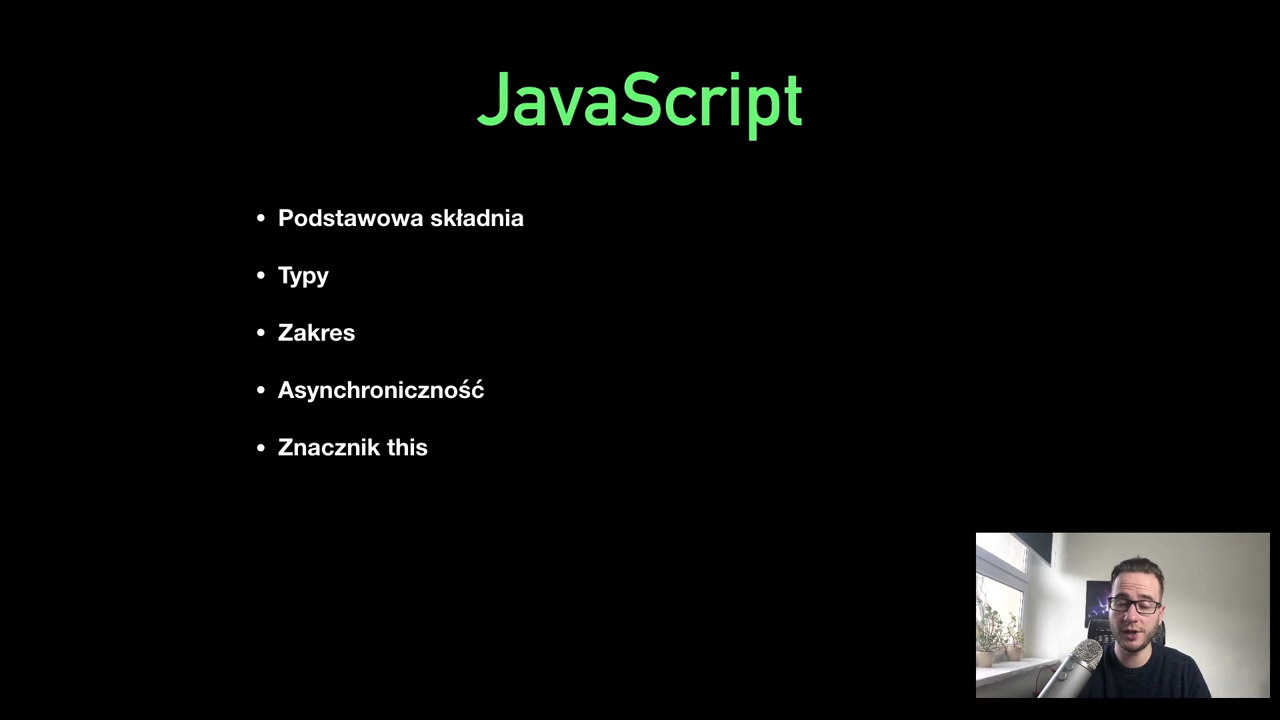 JavaScript
• Podstawowa składnia
• Typy
• Zakres
• Asynchroniczność
• Znacznik this